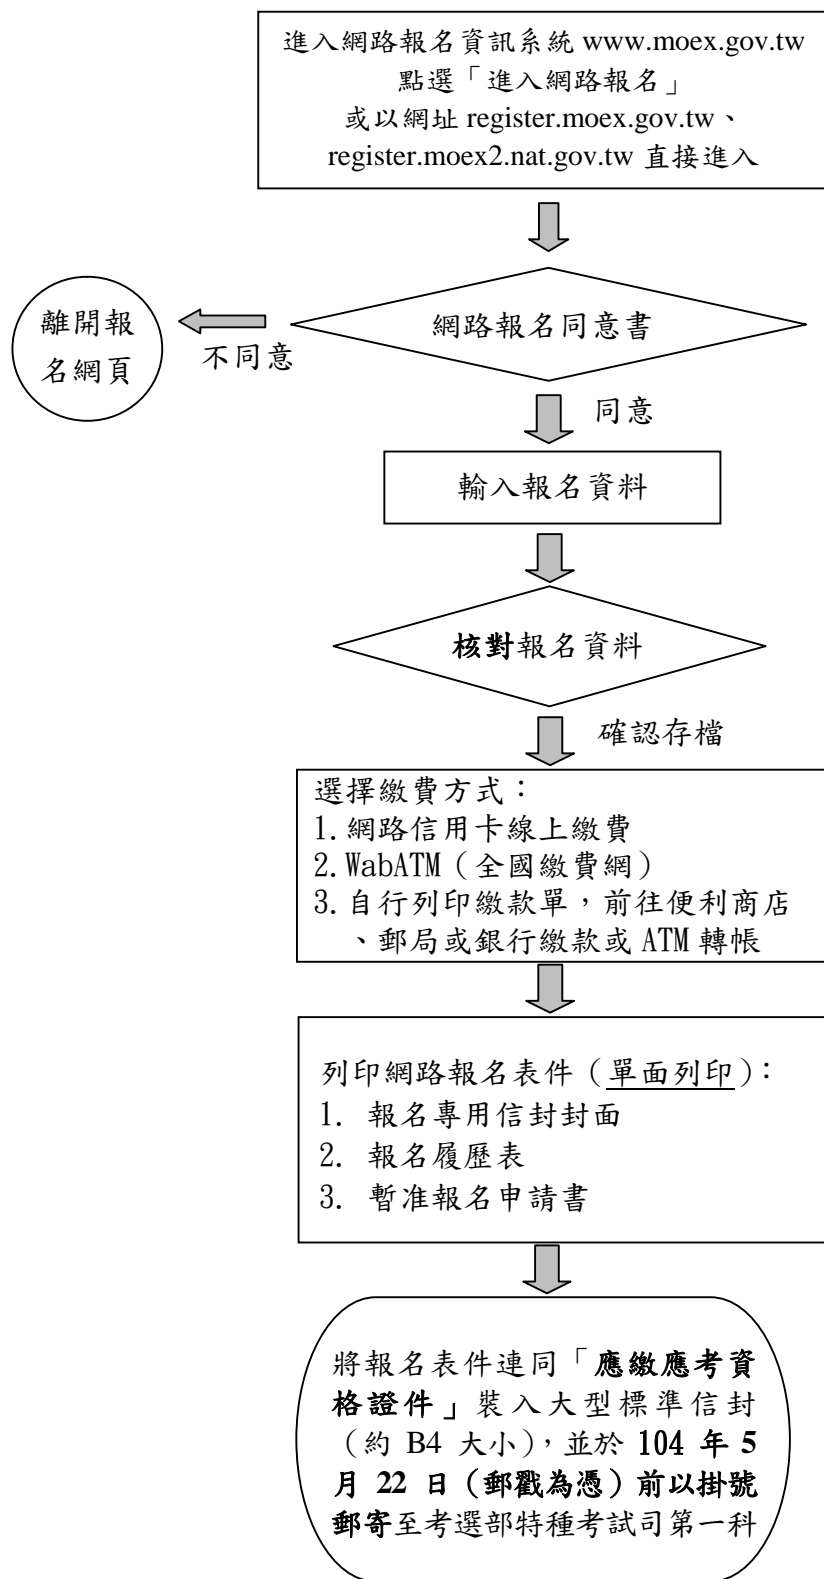 進入網路報名資訊系統 www.moex.gov.tw
點選「進入網路報名」
或以網址 register.moex.gov.tw、
register.moex2.nat.gov.tw 直接進入
網路報名同意書
離開報
名網頁
不同意
同意
輸入報名資料
核對報名資料
確認存檔
選擇繳費方式：
1.網路信用卡線上繳費
2.WabATM（全國繳費網）
3.自行列印繳款單，前往便利商店
、郵局或銀行繳款或 ATM 轉帳
列印網路報名表件（單面列印）：
1. 報名專用信封封面
2. 報名履歷表
3. 暫准報名申請書
將報名表件連同「應繳應考資
格證件」裝入大型標準信封
（約 B4 大小），並於 104 年 5
月 22 日（郵戳為憑）前以掛號
郵寄至考選部特種考試司第一科